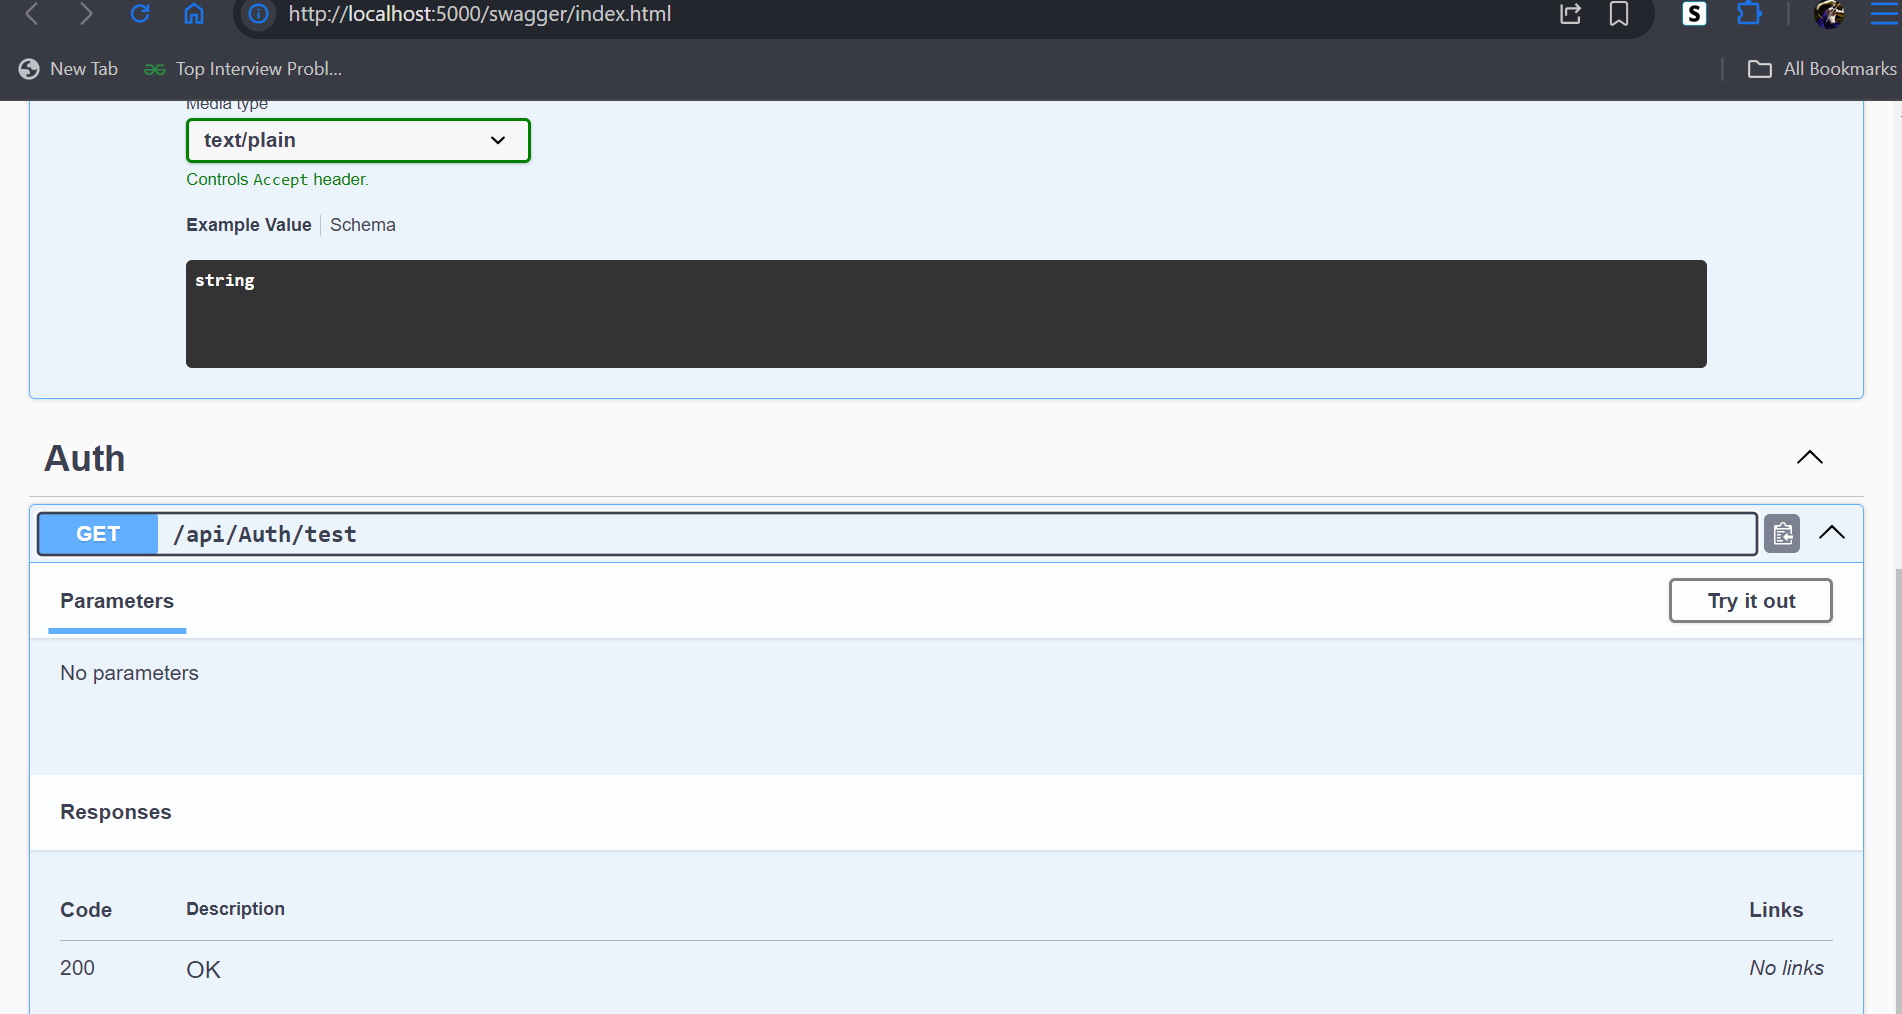 http://localhost:5000/swagger/index.html
S
New Tab
Top Interview Probl...
All Bookmarks
Media type
text/plain
Controls Accept header.
Example Value
Schema
string
Auth
GET
/api/Auth/test
Parameters
Try it out
No parameters
Responses
Code
Description
Links
200
OK
No links